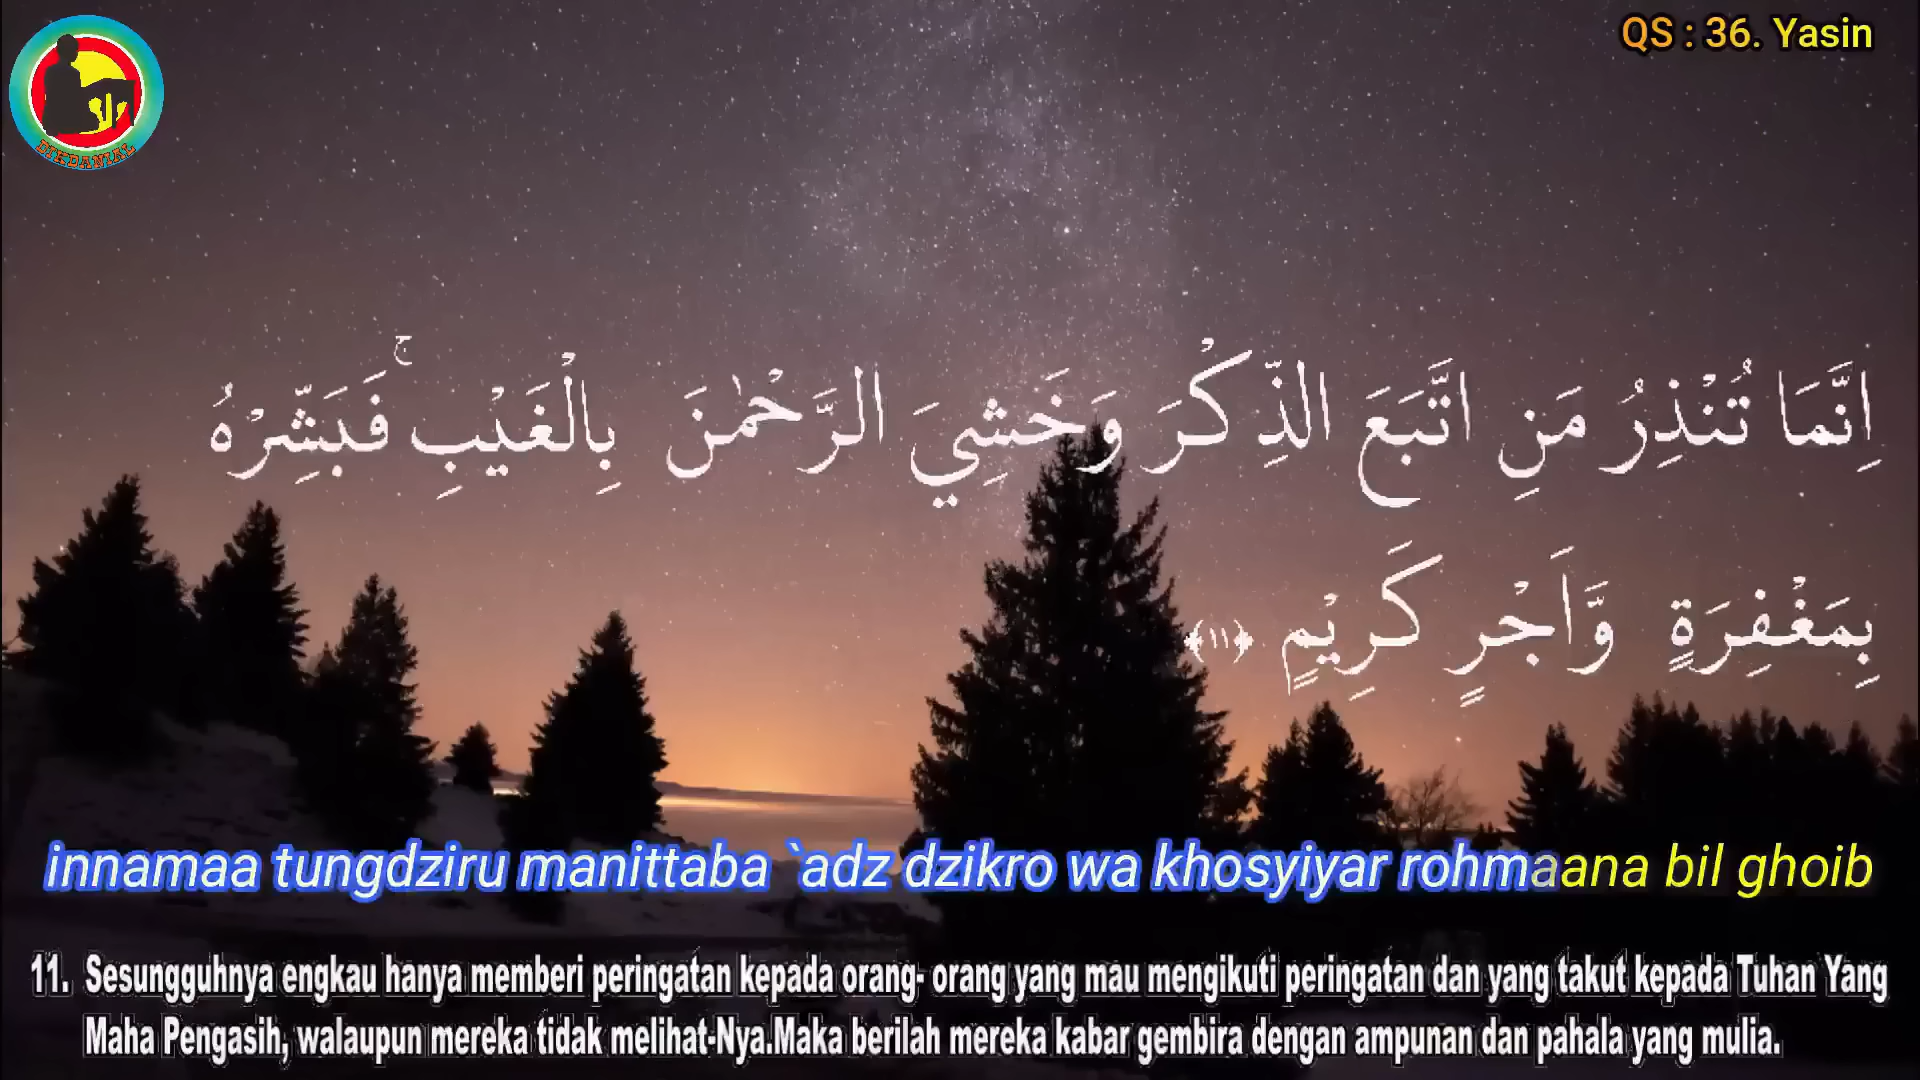 QS : 36. Yasin
DIKDANIAL
اِنَّمَا تُنْذِرُ مَنِ اتَّبَعَ الذِّكْرَ وَخَشِيَ الرَّحْمٰنَ بِالْغَيْبِۚ فَبَشِّرْهُ
بِمَغْفِرَةٍ وَّاَجْرٍ كَرِيْمٍ ﴿١١﴾
innamaa tungdziru manittaba `adz dzikro wa khosyiyar rohmaana bil ghoib
11. Sesungguhnya engkau hanya memberi peringatan kepada orang- orang yang mau mengikuti peringatan dan yang takut kepada Tuhan Yang
Maha Pengasih, walaupun mereka tidak melihat-Nya.Maka berilah mereka kabar gembira dengan ampunan dan pahala yang mulia.